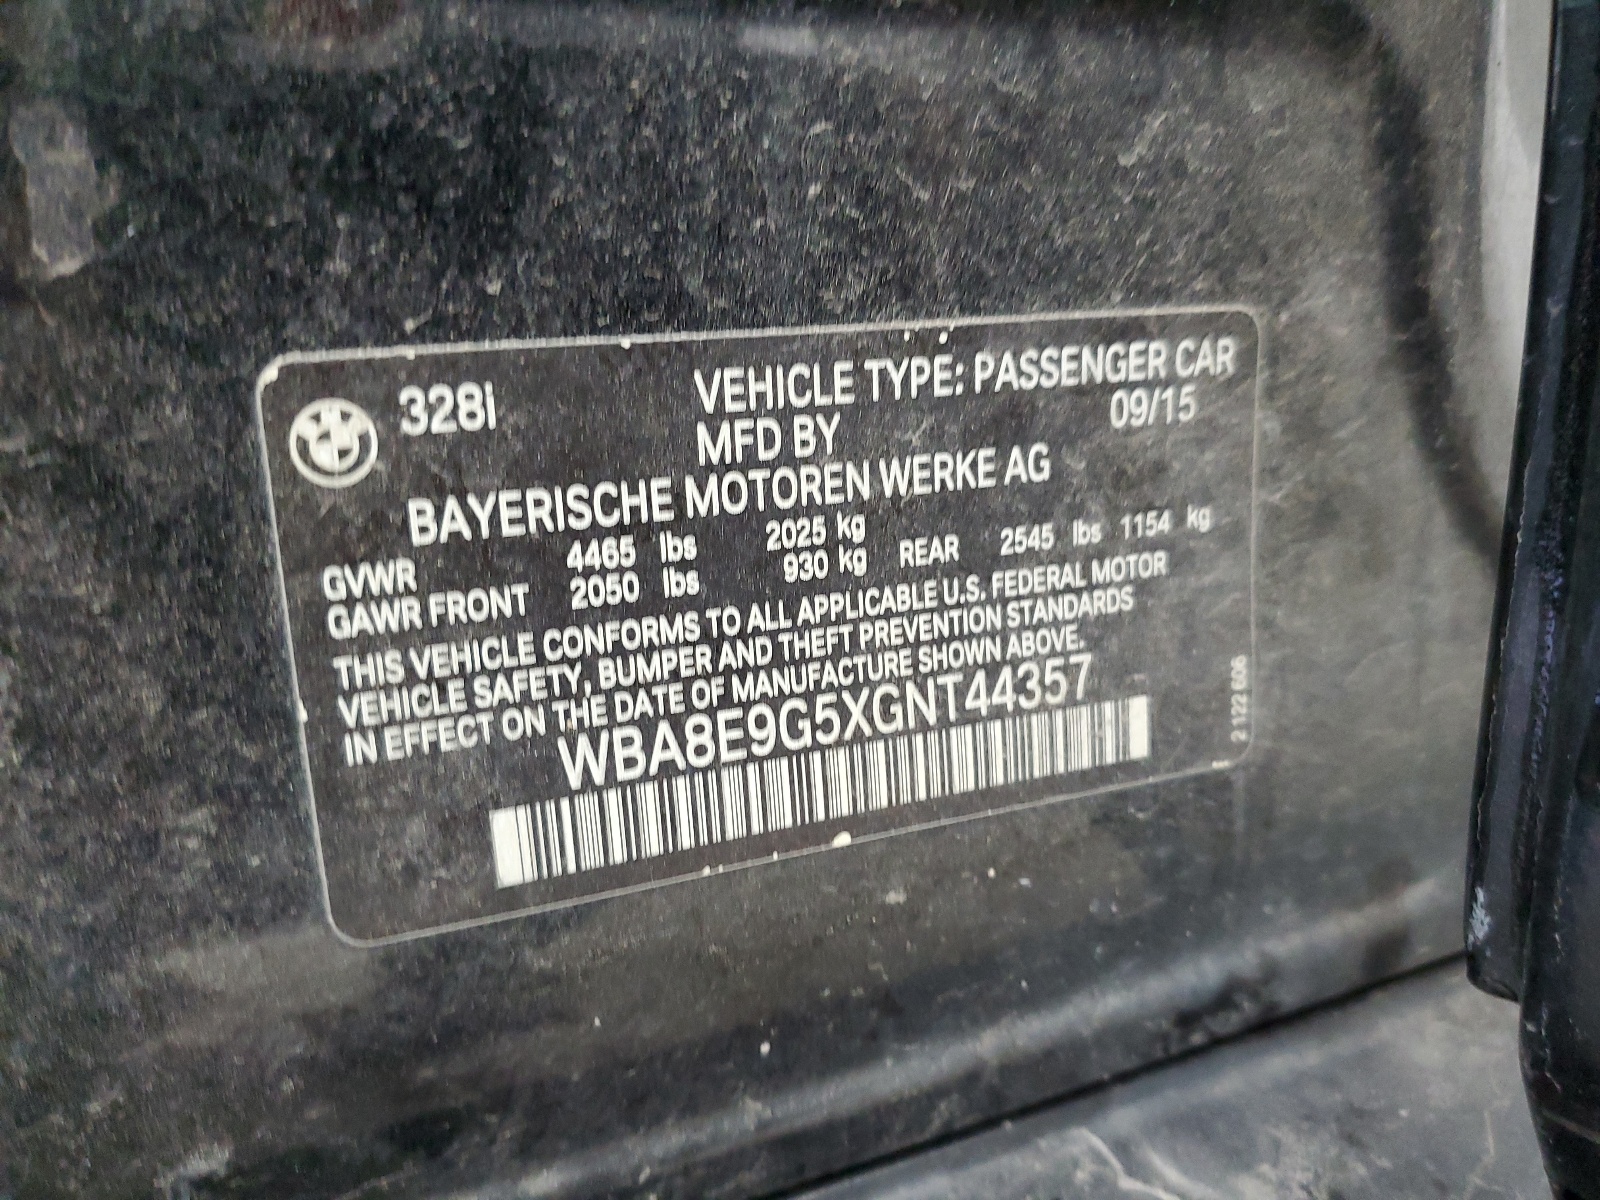 328i
VEHICLE TYPE: PASSENGER CAR
MFD BY 09/15
BAYERISCHE MOTOREN WERKE AG
GVWR 4465 lbs 2025 kg
GAWR FRONT 2050 lbs 930 kg REAR 2545 lbs 1154 kg
THIS VEHICLE CONFORMS TO ALL APPLICABLE U.S. FEDERAL MOTOR
VEHICLE SAFETY, BUMPER AND THEFT PREVENTION STANDARDS
IN EFFECT ON THE DATE OF MANUFACTURE SHOWN ABOVE.
WBA8E9G5XGNT44357
2 122 606